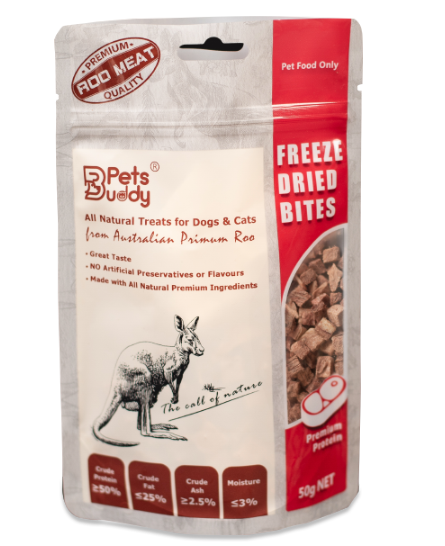 PREMIUM
ROO MEAT
QUALITY
Pet Food Only
Pets Buddy®
FREEZE
DRIED
BITES
All Natural Treats for Dogs & Cats
from Australian Primum Roo
- Great Taste
- NO Artificial Preservatives or Flavours
- Made with All Natural Premium Ingredients
The call of nature
Premium
Protein
Crude
Protein
≥50%
Crude
Fat
≤25%
Crude
Ash
≥2.5%
Moisture
≤3%
50g NET